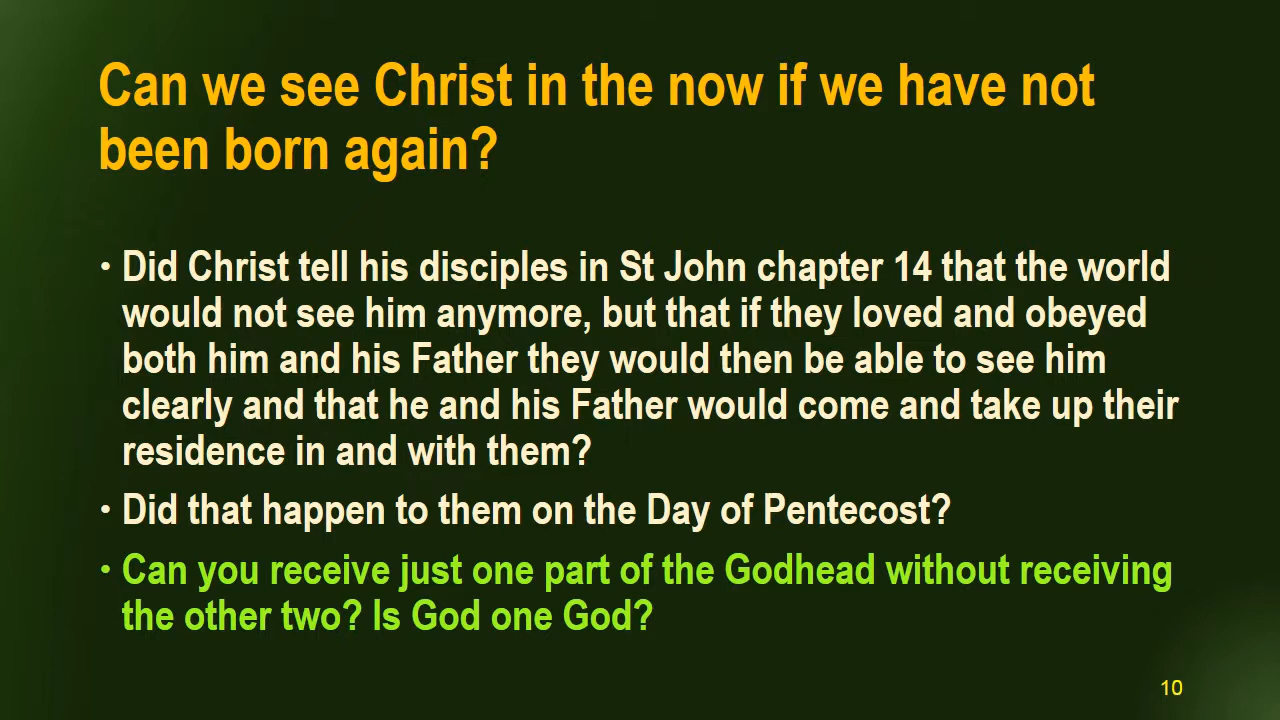 Can we see Christ in the now if we have not
been born again?
• Did Christ tell his disciples in St John chapter 14 that the world
would not see him anymore, but that if they loved and obeyed
both him and his Father they would then be able to see him
clearly and that he and his Father would come and take up their
residence in and with them?
• Did that happen to them on the Day of Pentecost?
• Can you receive just one part of the Godhead without receiving
the other two? Is God one God?
10